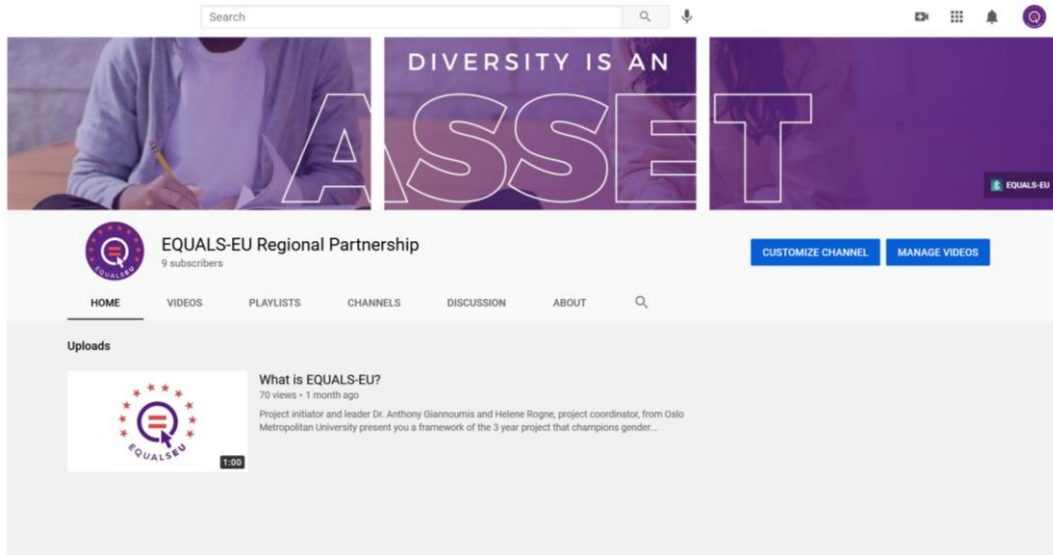 Search
DIVERSITY IS AN
ASSET
EQUALS-EU
EQUALSEU
EQUALS-EU Regional Partnership
9 subscribers
CUSTOMIZE CHANNEL
MANAGE VIDEOS
HOME
VIDEOS
PLAYLISTS
CHANNELS
DISCUSSION
ABOUT
Uploads
EQUALSEU
1:00
What is EQUALS-EU?
70 views • 1 month ago
Project initiator and leader Dr. Anthony Giannoumis and Helene Rogne, project coordinator, from Oslo
Metropolitan University present you a framework of the 3 year project that champions gender...